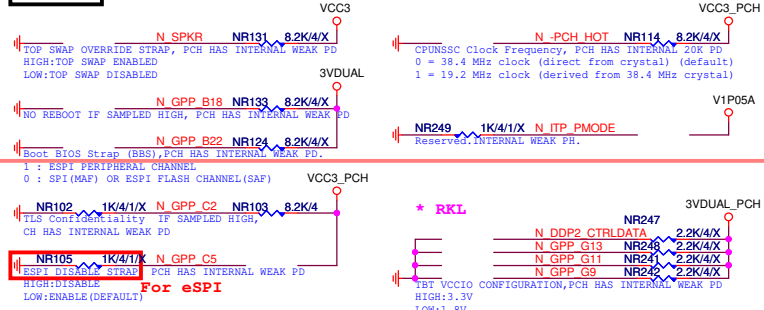 VCC3
N_SPKR NR131 8.2K/4/X
TOP SWAP OVERRIDE STRAP, PCH HAS INTERNAL WEAK PD
HIGH:TOP SWAP ENABLED
LOW:TOP SWAP DISABLED
3VDUAL
N_GPP_B18 NR133 8.2K/4/X
NO REBOOT IF SAMPLED HIGH, PCH HAS INTERNAL WEAK PD
N_GPP_B22 NR124 8.2K/4/X
Boot BIOS Strap (BBS),PCH HAS INTERNAL WEAK PD.
1 : ESPI PERIPHERAL CHANNEL
0 : SPI(MAF) OR ESPI FLASH CHANNEL(SAF)
VCC3_PCH
NR102 1K/4/1/X N_GPP_C2 NR103 8.2K/4
TLS Confidentiality IF SAMPLED HIGH,
CH HAS INTERNAL WEAK PD
NR105 1K/4/1/X N_GPP_C5
ESPI DISABLE STRAP, PCH HAS INTERNAL WEAK PD
HIGH:DISABLE
LOW:ENABLE(DEFAULT)
For eSPI
VCC3_PCH
N_-PCH_HOT NR114 8.2K/4/X
CPUNSSC Clock Frequency, PCH HAS INTERNAL 20K PD
0 = 38.4 MHz clock (direct from crystal) (default)
1 = 19.2 MHz clock (derived from 38.4 MHz crystal)
V1P05A
NR249 1K/4/1/X N_ITP_PMODE
Reserved.INTERNAL WEAK PH.
* RKL
3VDUAL_PCH
NR247
N_DDP2_CTRLDATA 2.2K/4/X
N_GPP_G13 NR248 2.2K/4/X
N_GPP_G11 NR241 2.2K/4/X
N_GPP_G9 NR242 2.2K/4/X
TBT VCCIO CONFIGURATION,PCH HAS INTERNAL WEAK PD
HIGH:3.3V
LOW:1.8V